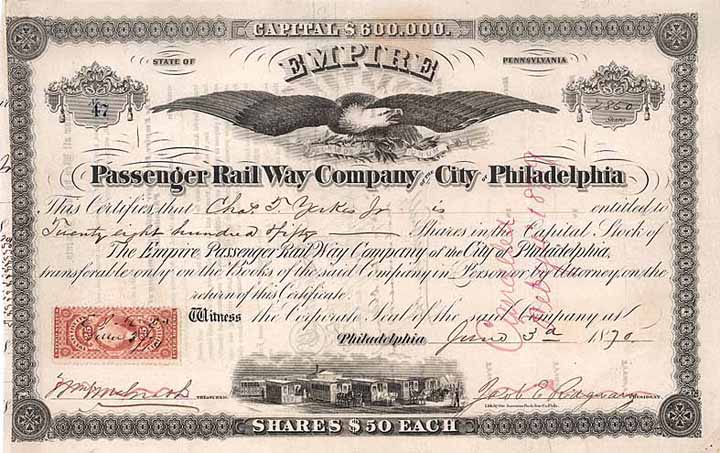 CAPITAL $600.000.
STATE OF PENNSYLVANIA
EMPIRE
47
2850
Shares
Passenger Rail Way Company of the City of Philadelphia
This Certifies that Chas. T. Yerkes Jr is entitled to
Twenty eight hundred & fifty Shares in the Capital Stock of
The Empire Passenger Rail Way Company of the City of Philadelphia,
transferable only on the Books of the said Company in Person or by Attorney, on the
return of this Certificate.
Witness the Corporate Seal of the said Company at
Philadelphia June 3d 1870
Cancelled
TREASURER.
PRESIDENT.
SHARES $50 EACH